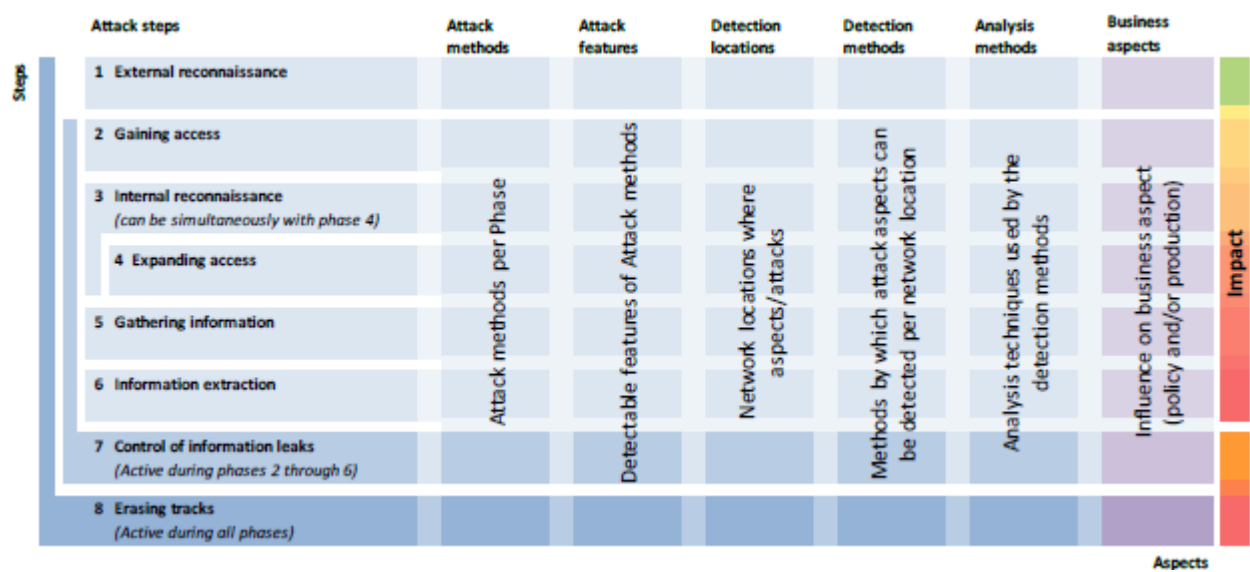 Attack steps
Attack
methods
Attack
features
Detection
locations
Detection
methods
Analysis
methods
Business
aspects
Steps
1 External reconnaissance
2 Gaining access
3 Internal reconnaissance
(can be simultaneously with phase 4)
4 Expanding access
5 Gathering information
6 Information extraction
7 Control of information leaks
(Active during phases 2 through 6)
8 Erasing tracks
(Active during all phases)
Attack methods per Phase
Detectable features of Attack methods
Network locations where
aspects/attacks
Methods by which attack aspects can
be detected per network location
Analysis techniques used by the
detection methods
Influence on business aspect
(policy and/or production)
Impact
Aspects